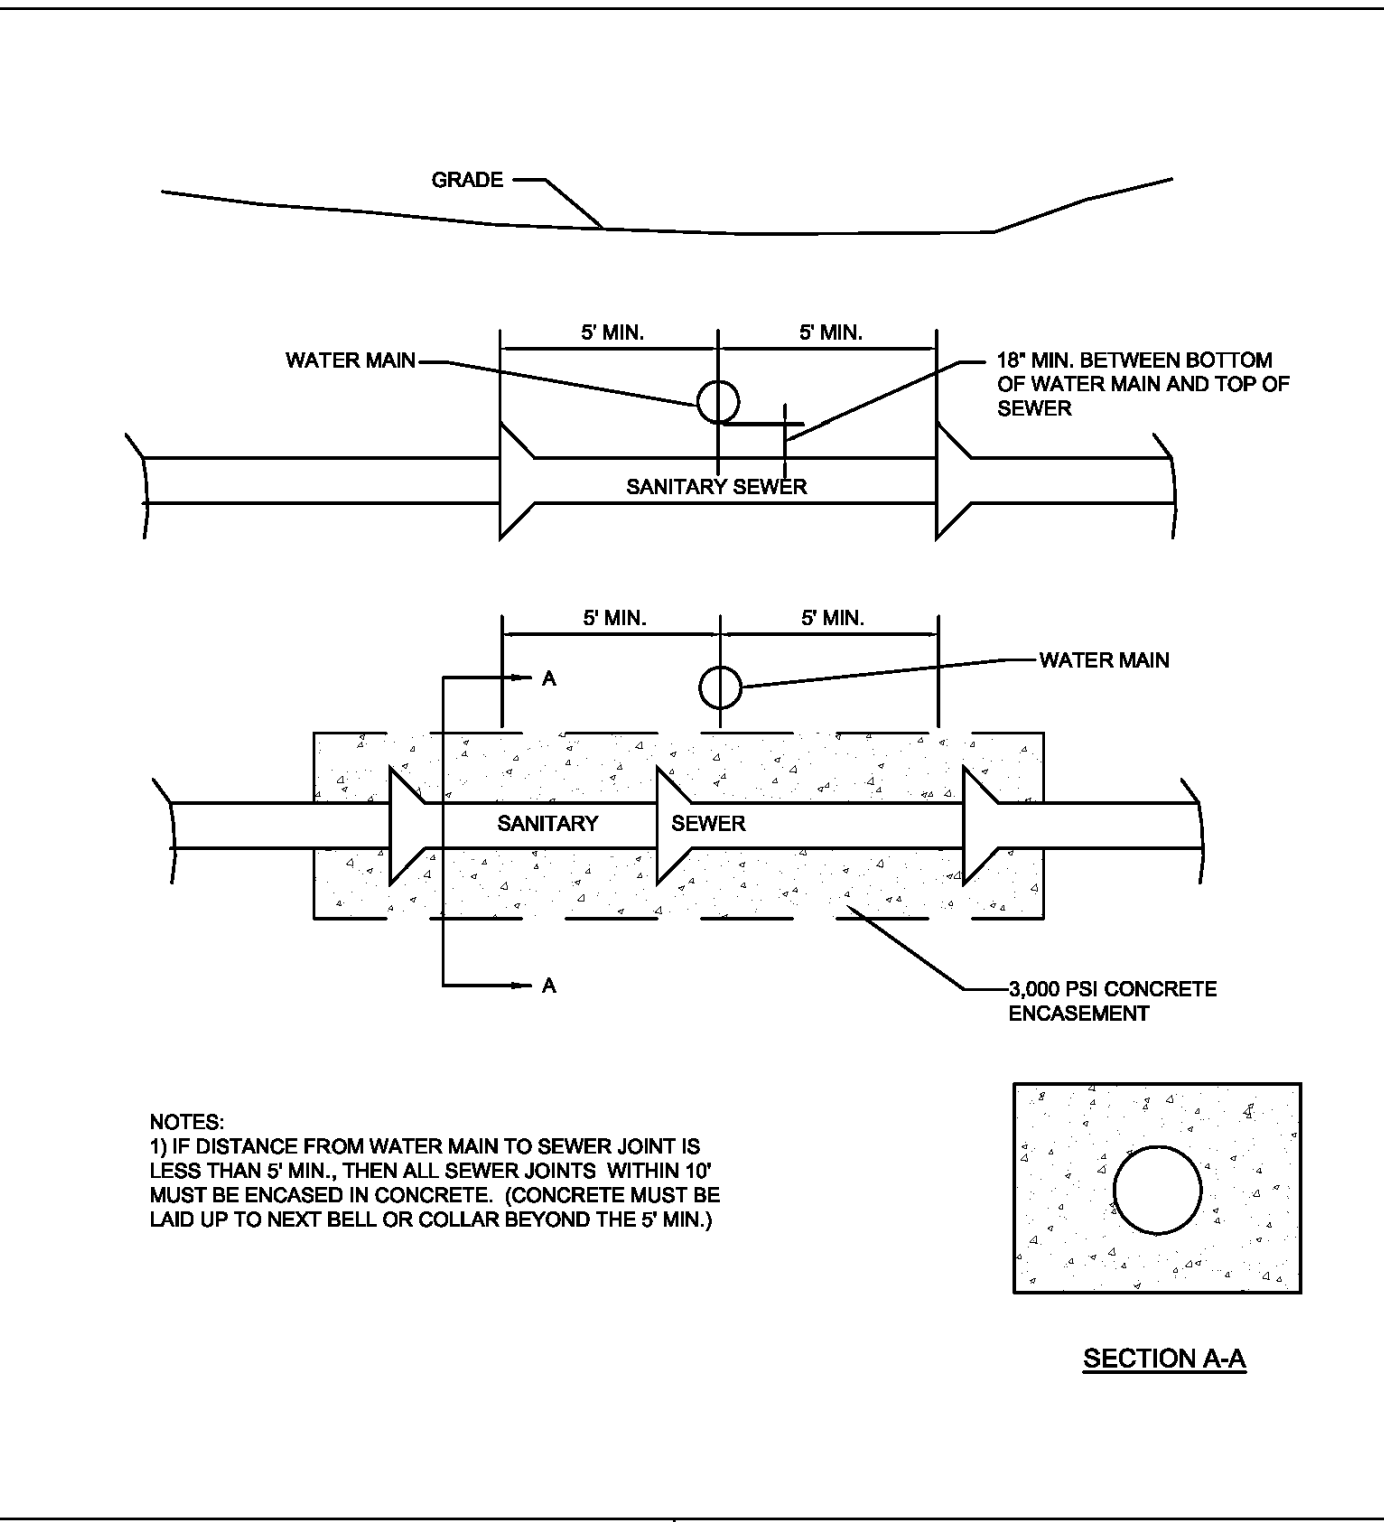 GRADE
5' MIN.
5' MIN.
WATER MAIN
18" MIN. BETWEEN BOTTOM
OF WATER MAIN AND TOP OF
SEWER
SANITARY SEWER
5' MIN.
5' MIN.
WATER MAIN
A
SANITARY SEWER
A
3,000 PSI CONCRETE
ENCASEMENT
NOTES:
1) IF DISTANCE FROM WATER MAIN TO SEWER JOINT IS
LESS THAN 5' MIN., THEN ALL SEWER JOINTS WITHIN 10'
MUST BE ENCASED IN CONCRETE. (CONCRETE MUST BE
LAID UP TO NEXT BELL OR COLLAR BEYOND THE 5' MIN.)
SECTION A-A